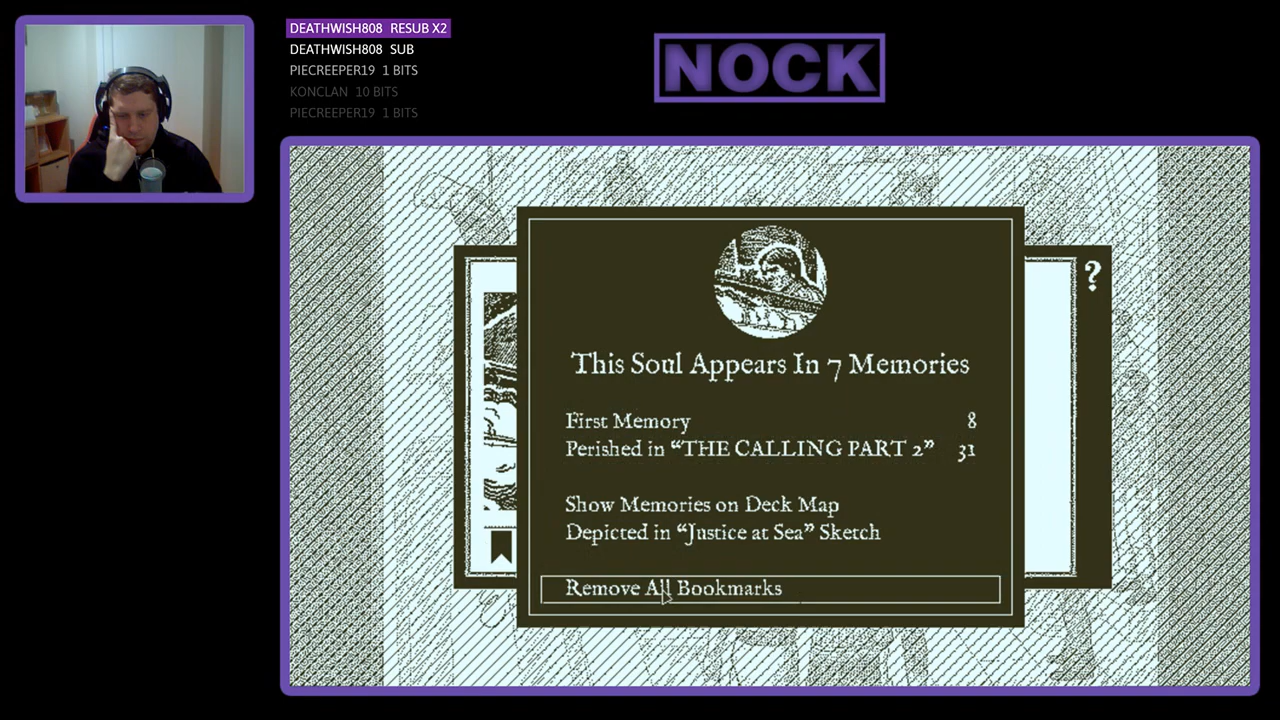 DEATHWISH808 RESUB X2
DEATHWISH808 SUB
PIECREEPER19 1 BITS
KONCLAN 10 BITS
PIECREEPER19 1 BITS
NOCK
?
This Soul Appears In 7 Memories
First Memory 8
Perished in “THE CALLING PART 2” 31
Show Memories on Deck Map
Depicted in “Justice at Sea” Sketch
Remove All Bookmarks